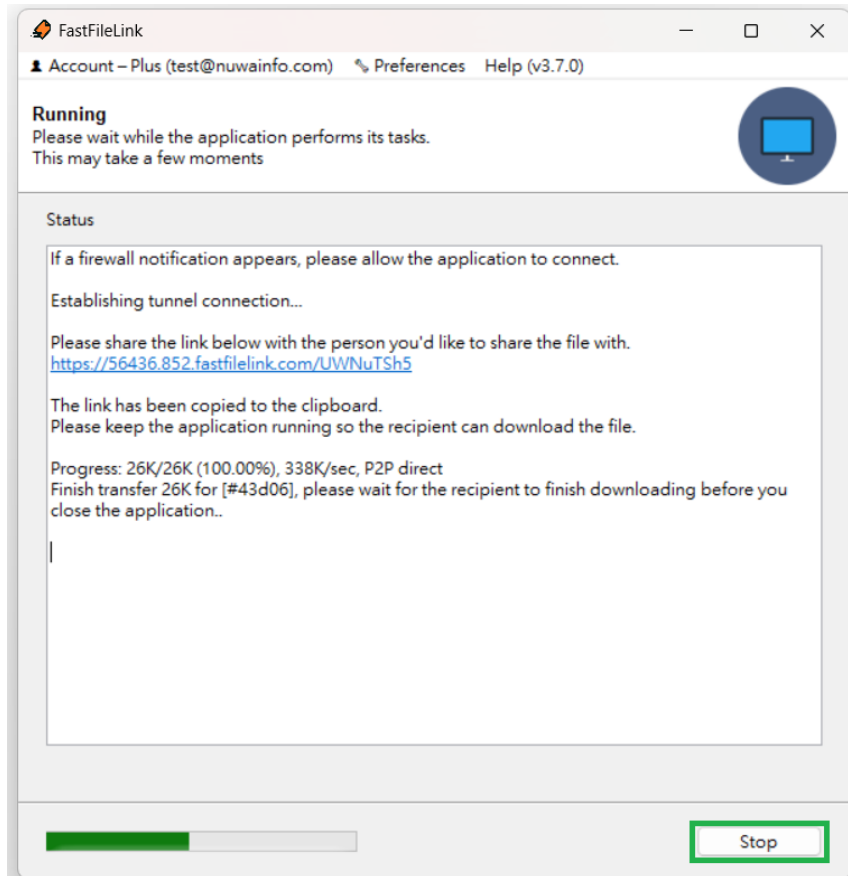 FastFileLink
Account – Plus (test@nuwainfo.com) Preferences Help (v3.7.0)
Running
Please wait while the application performs its tasks.
This may take a few moments
Status
If a firewall notification appears, please allow the application to connect.
Establishing tunnel connection...
Please share the link below with the person you'd like to share the file with.
https://56436.852.fastfilelink.com/UWNuTSh5
The link has been copied to the clipboard.
Please keep the application running so the recipient can download the file.
Progress: 26K/26K (100.00%), 338K/sec, P2P direct
Finish transfer 26K for [#43d06], please wait for the recipient to finish downloading before you
close the application..
Stop